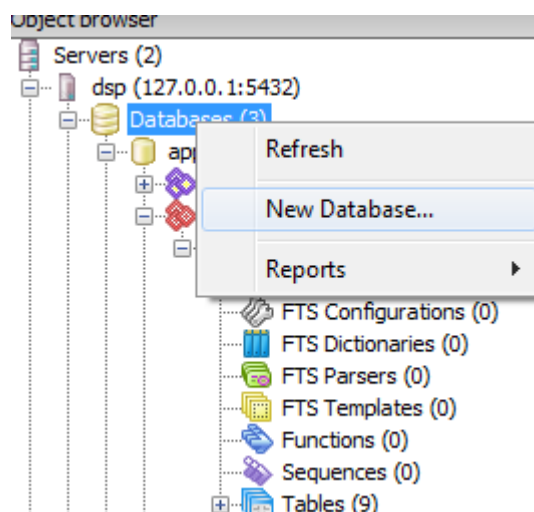 Object browser
Servers (2)
dsp (127.0.0.1:5432)
Databases (3)
Refresh
New Database...
Reports
FTS Configurations (0)
FTS Dictionaries (0)
FTS Parsers (0)
FTS Templates (0)
Functions (0)
Sequences (0)
Tables (9)